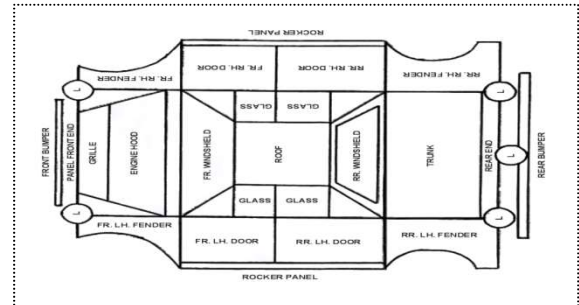 ROCKER PANEL
FR. RH. FENDER
FR. RH. DOOR
RR. RH. DOOR
RR. RH. FENDER
GLASS
GLASS
L
L
FRONT BUMPER
PANEL FRONT END
GRILLE
ENGINE HOOD
FR. WINDSHIELD
ROOF
RR. WINDSHIELD
TRUNK
REAR END
L
REAR BUMPER
GLASS
GLASS
L
L
FR. LH. FENDER
FR. LH. DOOR
RR. LH. DOOR
RR. LH. FENDER
ROCKER PANEL